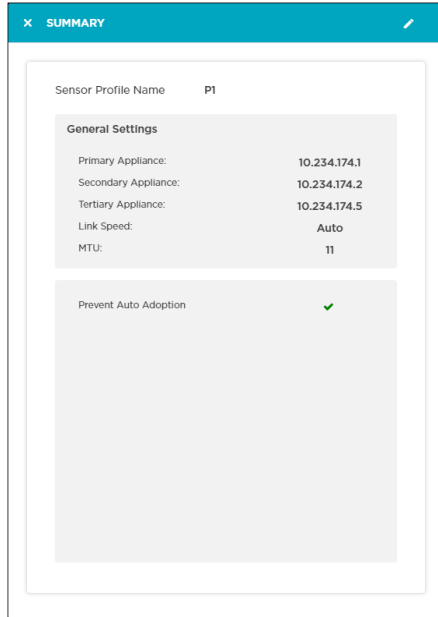 SUMMARY
Sensor Profile Name P1
General Settings
Primary Appliance: 10.234.174.1
Secondary Appliance: 10.234.174.2
Tertiary Appliance: 10.234.174.5
Link Speed: Auto
MTU: 11
Prevent Auto Adoption